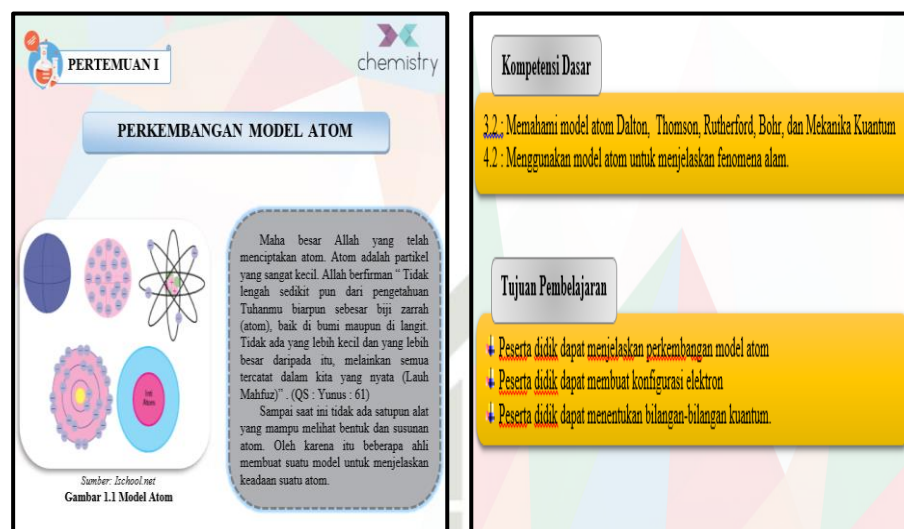 PERTEMUAN I
chemistry
PERKEMBANGAN MODEL ATOM
Maha besar Allah yang telah
menciptakan atom. Atom adalah partikel
yang sangat kecil. Allah berfirman “ Tidak
lengah sedikit pun dari pengetahuan
Tuhanmu biarpun sebesar biji zarrah
(atom), baik di bumi maupun di langit.
Tidak ada yang lebih kecil dan yang lebih
besar daripada itu, melainkan semua
tercatat dalam kita yang nyata (Lauh
Mahfuz)” . (QS : Yunus : 61)
Sampai saat ini tidak ada satupun alat
yang mampu melihat bentuk dan susunan
atom. Oleh karena itu beberapa ahli
membuat suatu model untuk menjelaskan
keadaan suatu atom.
Inti
Atom
Sumber: Ischool.net
Gambar 1.1 Model Atom
Kompetensi Dasar
3.2 : Memahami model atom Dalton, Thomson, Rutherford, Bohr, dan Mekanika Kuantum
4.2 : Menggunakan model atom untuk menjelaskan fenomena alam.
Tujuan Pembelajaran
Peserta didik dapat menjelaskan perkembangan model atom
Peserta didik dapat membuat konfigurasi elektron
Peserta didik dapat menentukan bilangan-bilangan kuantum.